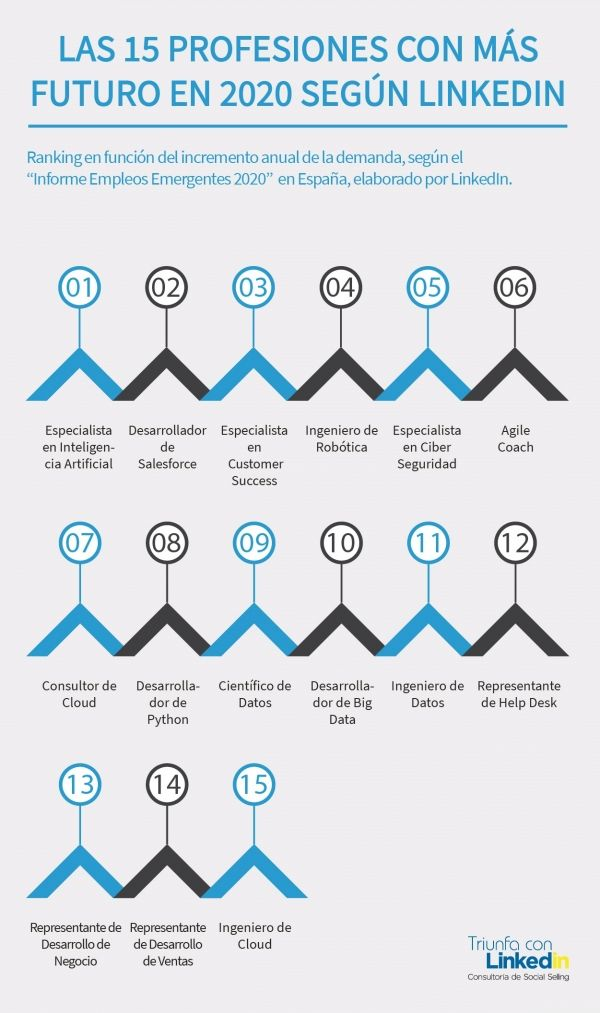 LAS 15 PROFESIONES CON MÁS
FUTURO EN 2020 SEGÚN LINKEDIN
Ranking en función del incremento anual de la demanda, según el
“Informe Empleos Emergentes 2020” en España, elaborado por LinkedIn.
01
02
03
04
05
06
Especialista
en Inteligen-
cia Artificial
Desarrollador
de
Salesforce
Especialista
en
Customer
Success
Ingeniero de
Robótica
Especialista
en Ciber
Seguridad
Agile
Coach
07
08
09
10
11
12
Consultor de
Cloud
Desarrolla-
dor de
Python
Científico de
Datos
Desarrolla-
dor de Big
Data
Ingeniero de
Datos
Representante
de Help Desk
13
14
15
Representante de
Desarrollo de
Negocio
Representante
de Desarrollo
de Ventas
Ingeniero de
Cloud
Triunfa con
Linkedin
Consultoría de Social Selling